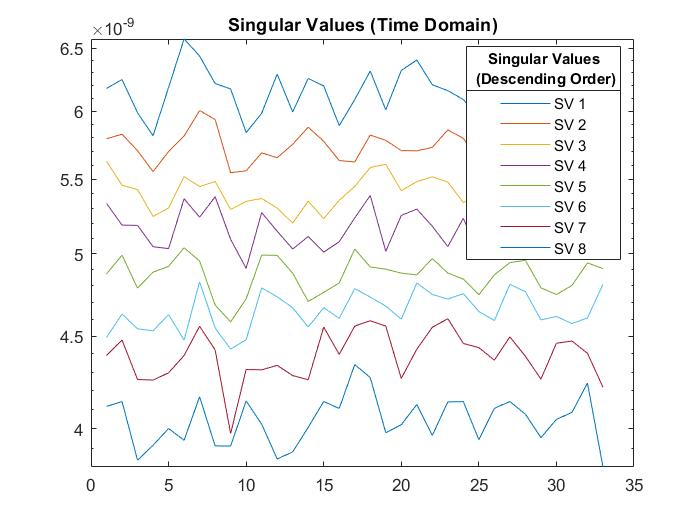 Singular Values (Time Domain)
×10⁻⁹
6.5
6
5.5
5
4.5
4
0 5 10 15 20 25 30 35
Singular Values
(Descending Order)
SV 1
SV 2
SV 3
SV 4
SV 5
SV 6
SV 7
SV 8